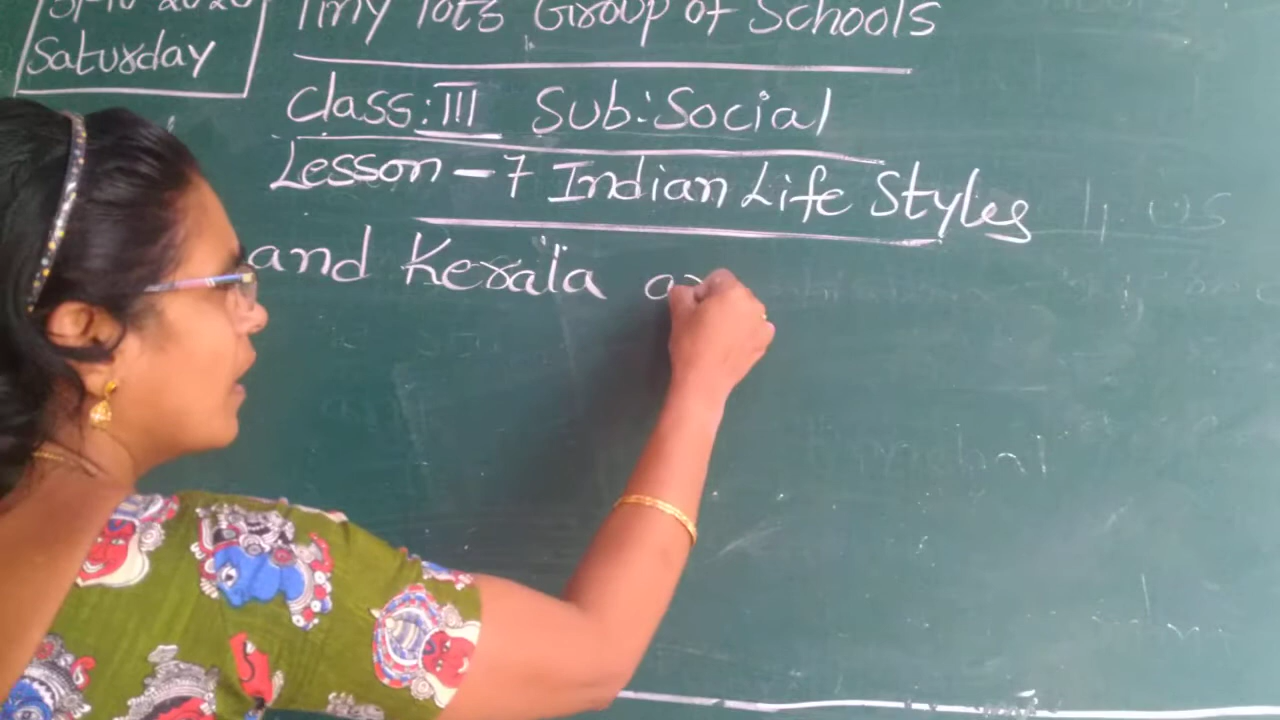 Saturday
Tiny Tots Group of Schools
Class: III Sub: Social
Lesson - 7 Indian Life Styles
and Kerala